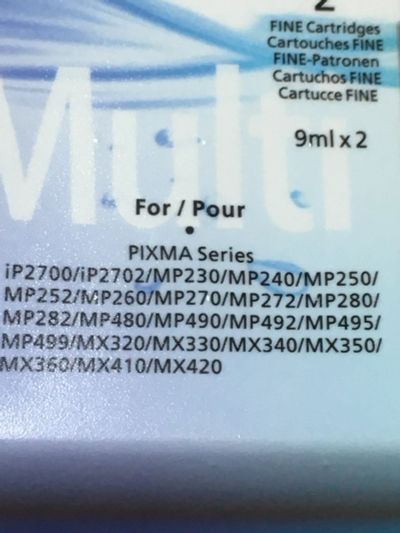 2
FINE Cartridges
Cartouches FINE
FINE-Patronen
Cartuchos FINE
Cartucce FINE
Multi
9ml x 2
For / Pour
•
PIXMA Series
iP2700/iP2702/MP230/MP240/MP250/
MP252/MP260/MP270/MP272/MP280/
MP282/MP480/MP490/MP492/MP495/
MP499/MX320/MX330/MX340/MX350/
MX360/MX410/MX420